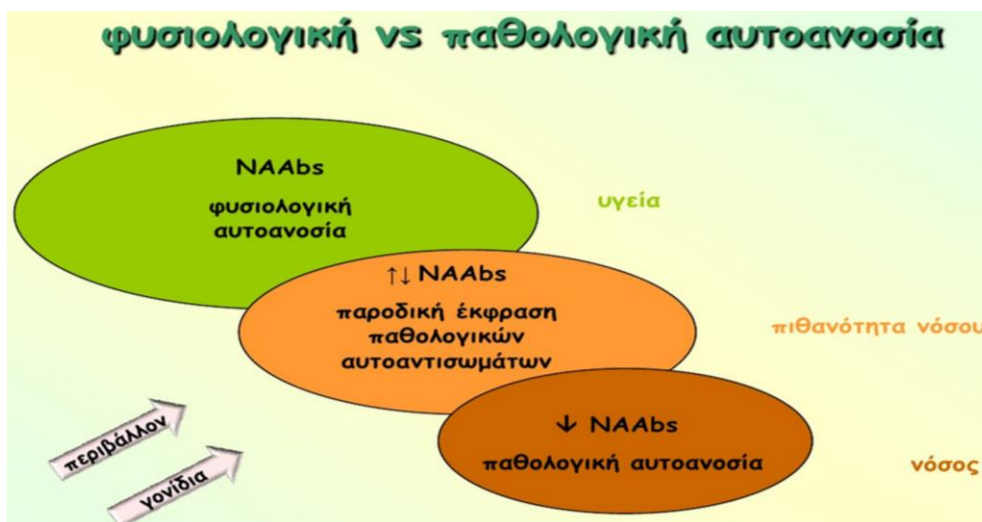 φυσιολογική vs παθολογική αυτοανοσία
NAAbs
φυσιολογική
αυτοανοσία
υγεία
↑↓ NAAbs
παροδική έκφραση
παθολογικών
αυτοαντισωμάτων
πιθανότητα νόσου
↓ NAAbs
παθολογική αυτοανοσία
νόσος
περιβάλλον
γονίδια